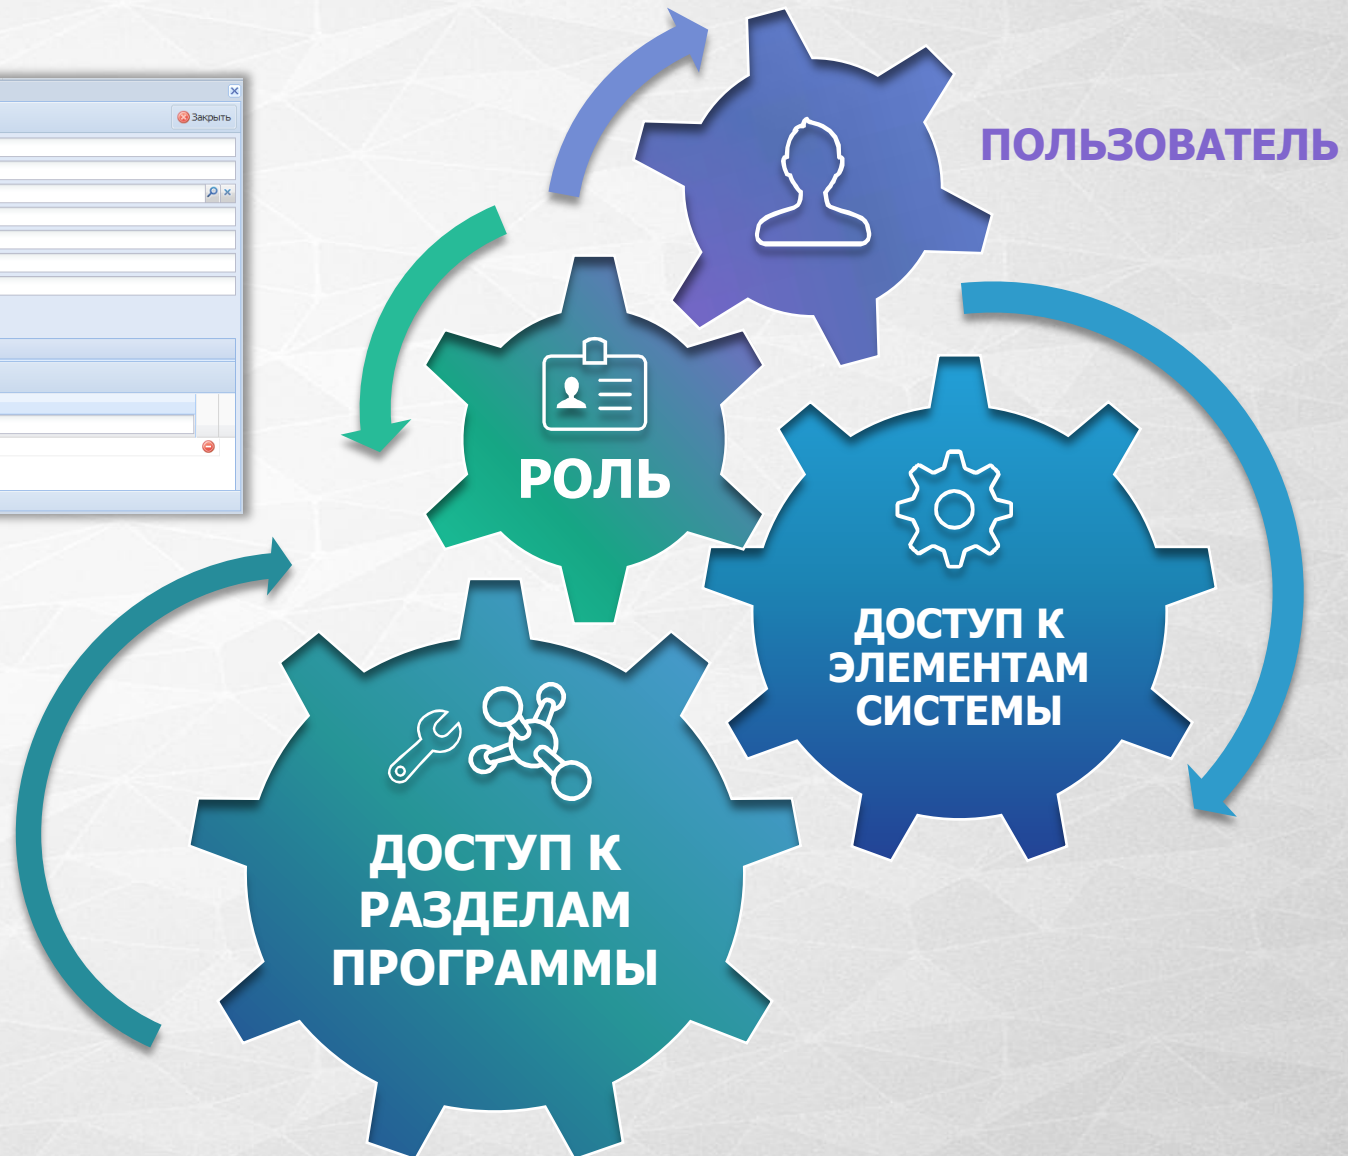 Закрыть
ПОЛЬЗОВАТЕЛЬ
РОЛЬ
ДОСТУП К
ЭЛЕМЕНТАМ
СИСТЕМЫ
ДОСТУП К
РАЗДЕЛАМ
ПРОГРАММЫ